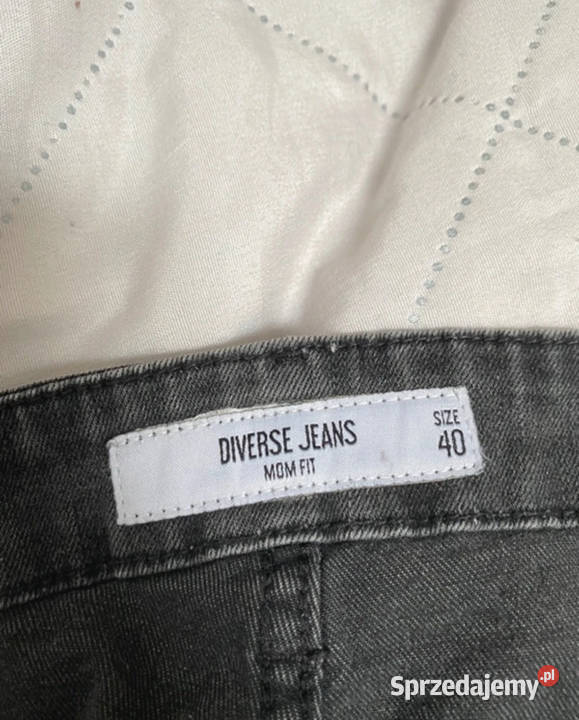 DIVERSE JEANS
MOM FIT
SIZE
40
Sprzedajemy.pl